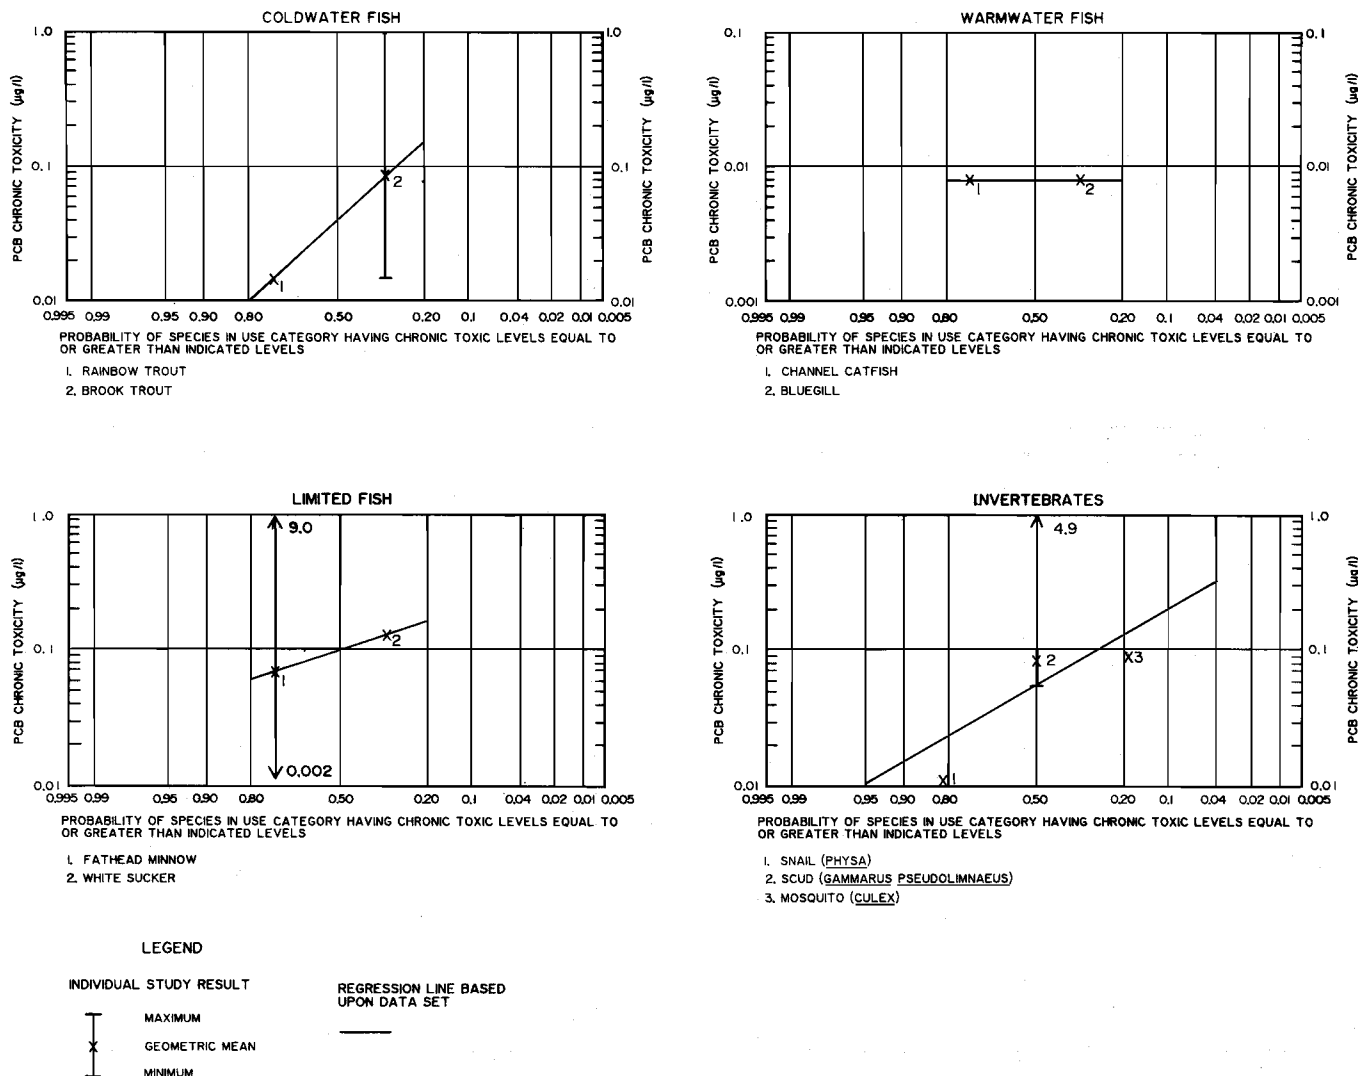 COLDWATER FISH
PCB CHRONIC TOXICITY (µg/l)
1.0
0.1
0.01
1.0
0.1
0.01
PCB CHRONIC TOXICITY (µg/l)
1
2
0.995 0.99 0.95 0.90 0.80 0.50 0.20 0.1 0.04 0.02 0.01 0.005
PROBABILITY OF SPECIES IN USE CATEGORY HAVING CHRONIC TOXIC LEVELS EQUAL TO
OR GREATER THAN INDICATED LEVELS
1. RAINBOW TROUT
2. BROOK TROUT
WARMWATER FISH
PCB CHRONIC TOXICITY (µg/l)
0.1
0.01
0.001
0.1
0.01
0.001
PCB CHRONIC TOXICITY (µg/l)
1
2
0.995 0.99 0.95 0.90 0.80 0.50 0.20 0.1 0.04 0.02 0.01 0.005
PROBABILITY OF SPECIES IN USE CATEGORY HAVING CHRONIC TOXIC LEVELS EQUAL TO
OR GREATER THAN INDICATED LEVELS
1. CHANNEL CATFISH
2. BLUEGILL
LIMITED FISH
PCB CHRONIC TOXICITY (µg/l)
1.0
0.1
0.01
9.0
0.002
1
2
0.995 0.99 0.95 0.90 0.80 0.50 0.20 0.1 0.04 0.02 0.01 0.005
PROBABILITY OF SPECIES IN USE CATEGORY HAVING CHRONIC TOXIC LEVELS EQUAL TO
OR GREATER THAN INDICATED LEVELS
1. FATHEAD MINNOW
2. WHITE SUCKER
INVERTEBRATES
PCB CHRONIC TOXICITY (µg/l)
1.0
0.1
0.01
1.0
0.1
0.01
PCB CHRONIC TOXICITY (µg/l)
4.9
1
2
3
0.995 0.99 0.95 0.90 0.80 0.50 0.20 0.1 0.04 0.02 0.01 0.005
PROBABILITY OF SPECIES IN USE CATEGORY HAVING CHRONIC TOXIC LEVELS EQUAL TO
OR GREATER THAN INDICATED LEVELS
1. SNAIL (PHYSA)
2. SCUD (GAMMARUS PSEUDOLIMNAEUS)
3. MOSQUITO (CULEX)
LEGEND
INDIVIDUAL STUDY RESULT
MAXIMUM
GEOMETRIC MEAN
MINIMUM
REGRESSION LINE BASED
UPON DATA SET